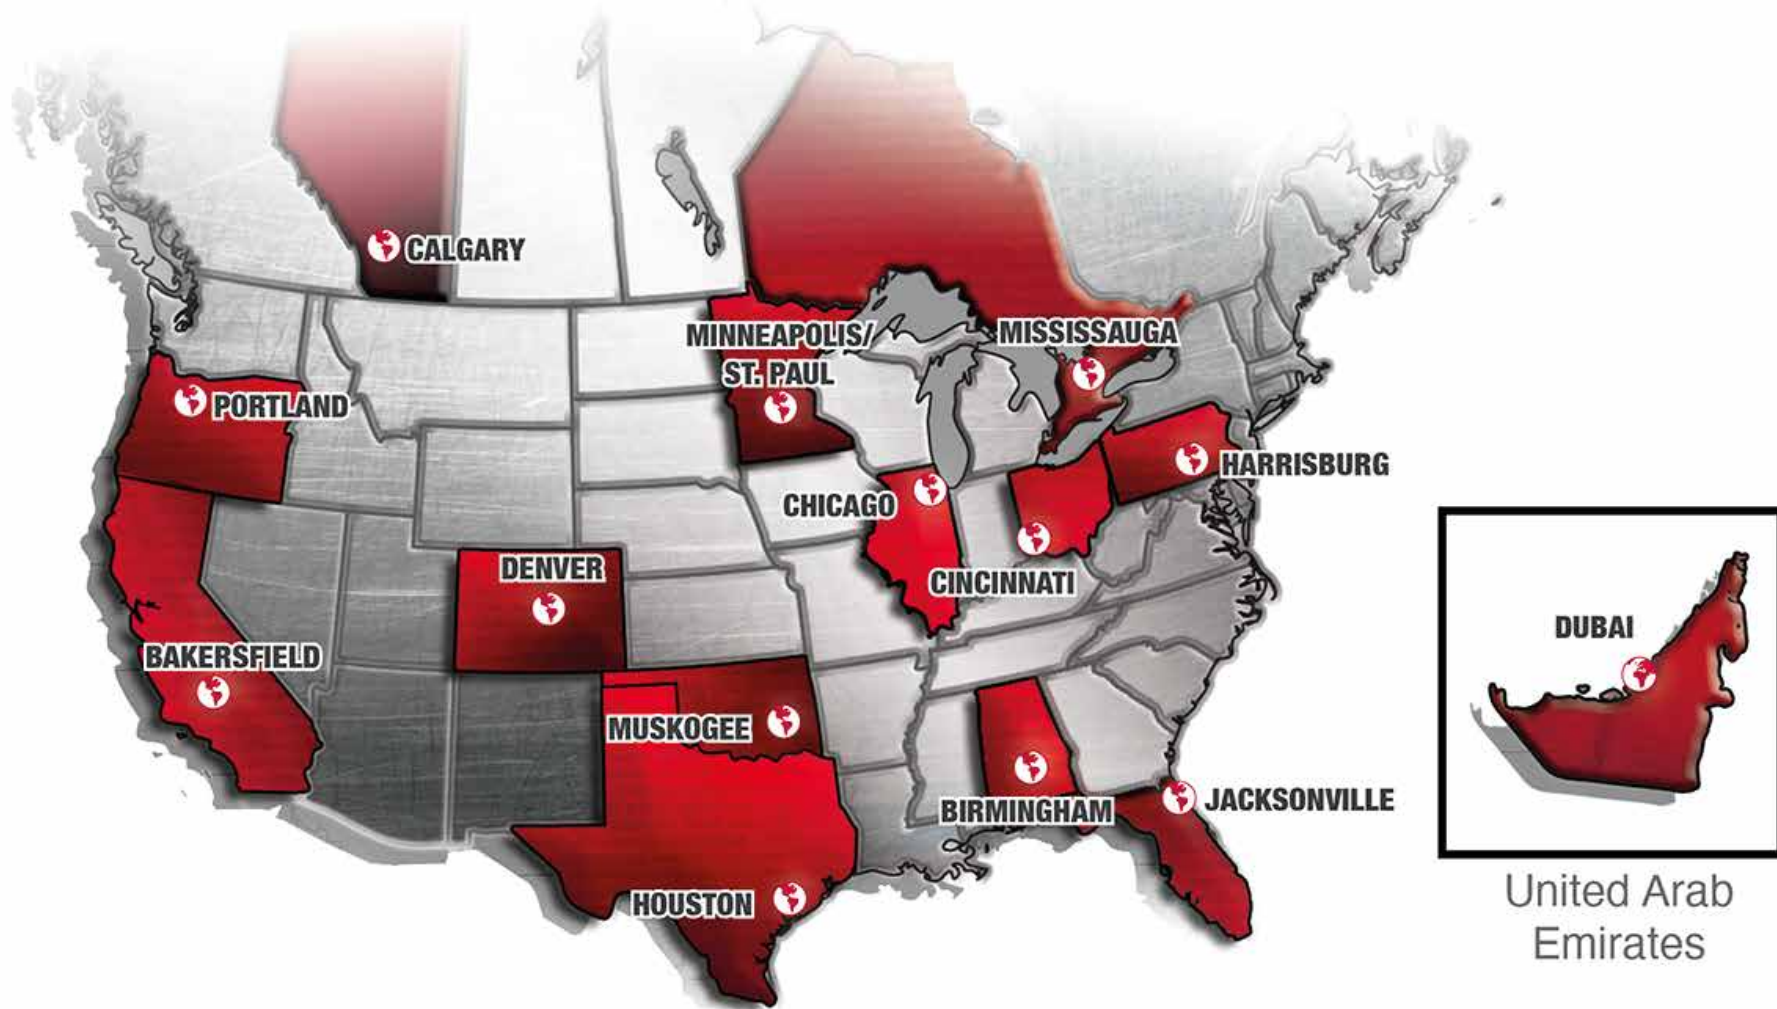 CALGARY
MINNEAPOLIS/
ST. PAUL
MISSISSAUGA
PORTLAND
HARRISBURG
CHICAGO
DENVER
CINCINNATI
BAKERSFIELD
MUSKOGEE
BIRMINGHAM
JACKSONVILLE
HOUSTON
DUBAI
United Arab
Emirates